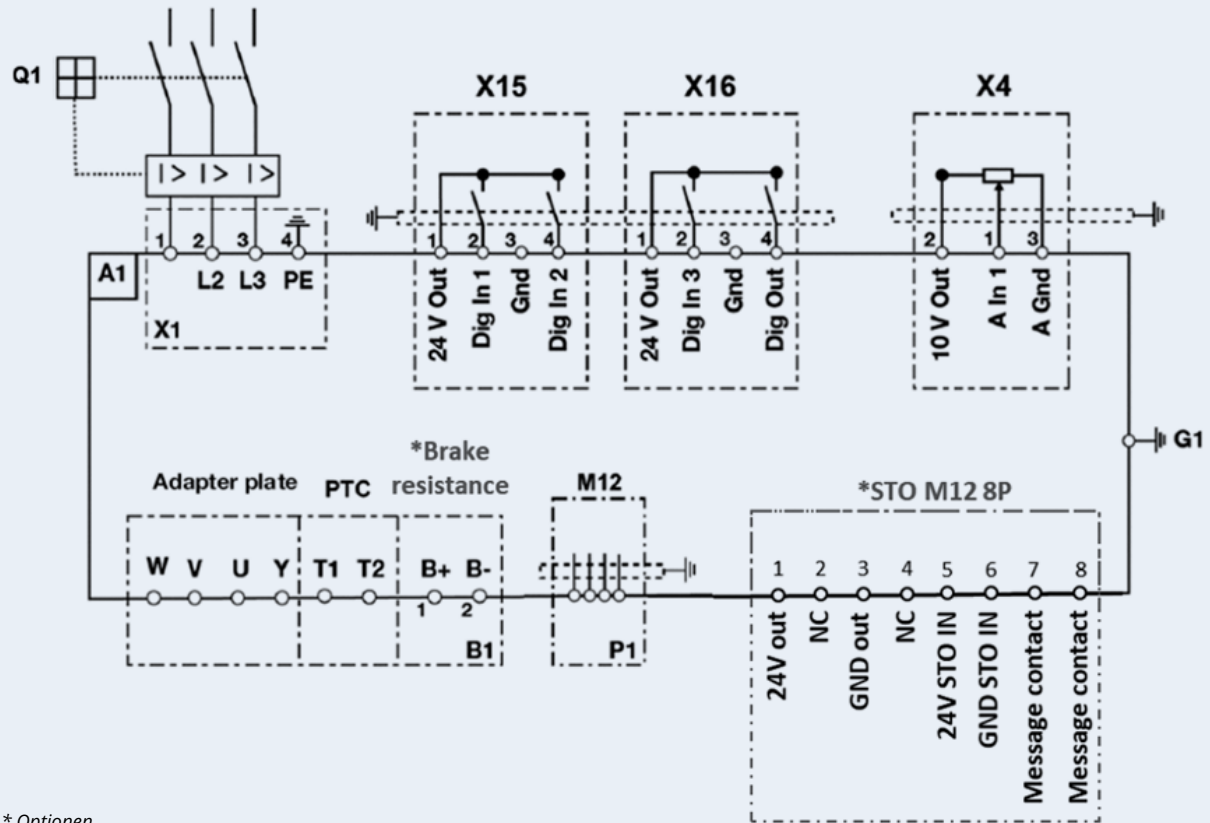 Q1
X15 X16 X4
I> I> I>
1 2 3 4
1 2 3 4
1 2 3 4
2 1 3
A1
L2 L3 PE
X1
24 V Out
Dig In 1
Gnd
Dig In 2
24 V Out
Dig In 3
Gnd
Dig Out
10 V Out
A In 1
A Gnd
G1
Adapter plate
PTC
*Brake
resistance
M12
*STO M12 8P
W V U Y T1 T2 B+ B-
1 2
B1
P1
1 2 3 4 5 6 7 8
24V out
NC
GND out
NC
24V STO IN
GND STO IN
Message contact
Message contact
* Optionen